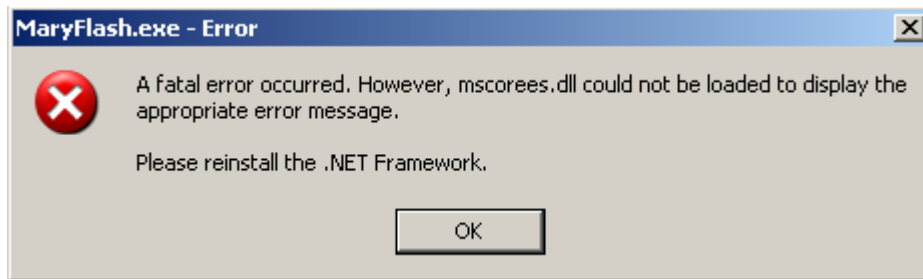 MaryFlash.exe - Error
A fatal error occurred. However, mscorees.dll could not be loaded to display the
appropriate error message.
Please reinstall the .NET Framework.
OK